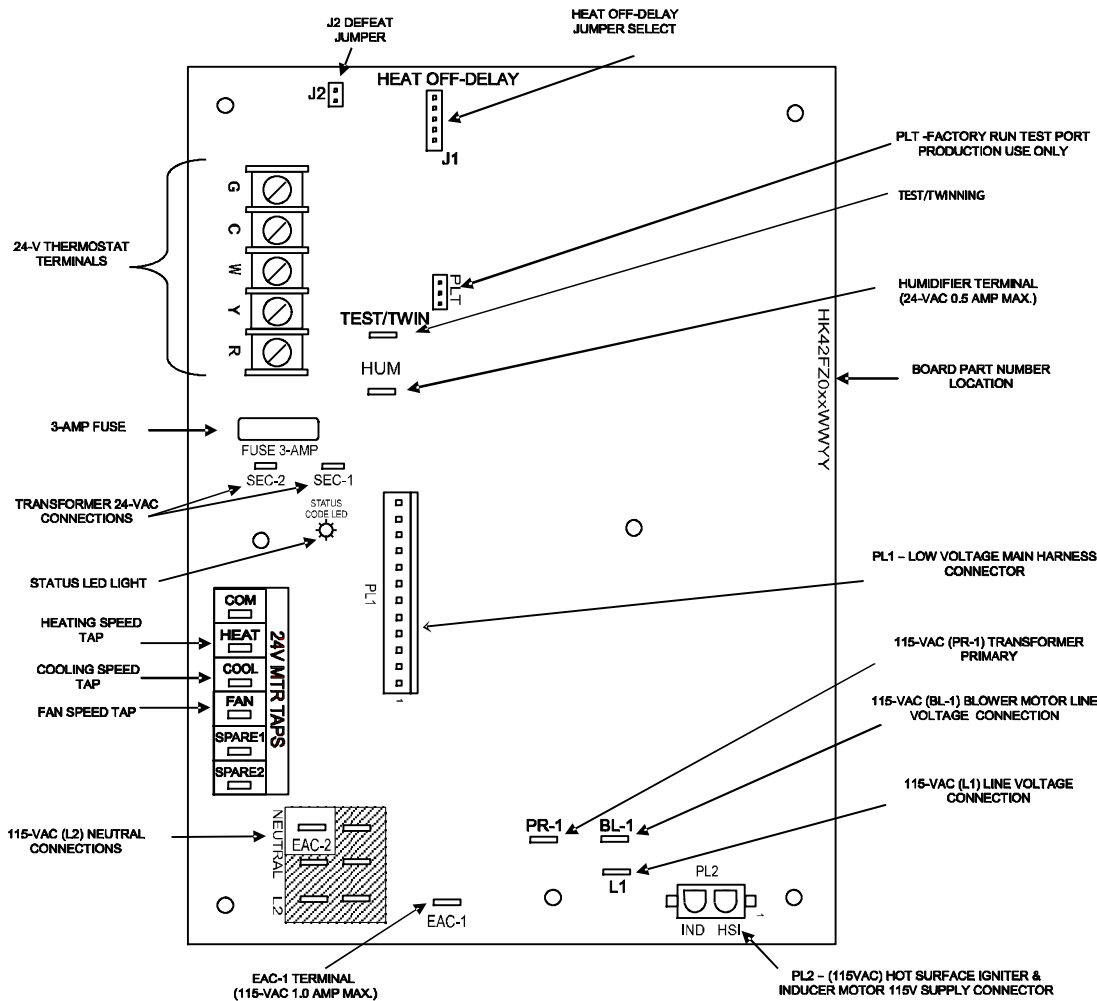 J2 DEFEAT
JUMPER
HEAT OFF-DELAY
JUMPER SELECT
HEAT OFF-DELAY
J2
J1
PLT -FACTORY RUN TEST PORT
PRODUCTION USE ONLY
TEST/TWINNING
24-V THERMOSTAT
TERMINALS
G
C
W
Y
R
PLT
TEST/TWIN
HUMIDIFIER TERMINAL
(24-VAC 0.5 AMP MAX.)
HUM
HK42FZ0xxWWYY
BOARD PART NUMBER
LOCATION
3-AMP FUSE
FUSE 3-AMP
SEC-2
SEC-1
TRANSFORMER 24-VAC
CONNECTIONS
STATUS
CODE LED
STATUS LED LIGHT
PL1
1
PL1 – LOW VOLTAGE MAIN HARNESS
CONNECTOR
COM
HEAT
COOL
FAN
SPARE1
SPARE2
24V MTR TAPS
HEATING SPEED
TAP
COOLING SPEED
TAP
FAN SPEED TAP
115-VAC (PR-1) TRANSFORMER
PRIMARY
115-VAC (BL-1) BLOWER MOTOR LINE
VOLTAGE CONNECTION
115-VAC (L1) LINE VOLTAGE
CONNECTION
115-VAC (L2) NEUTRAL
CONNECTIONS
NEUTRAL
L2
EAC-2
PR-1
BL-1
L1
PL2
1
IND
HSI
EAC-1
EAC-1 TERMINAL
(115-VAC 1.0 AMP MAX.)
PL2 – (115VAC) HOT SURFACE IGNITER &
INDUCER MOTOR 115V SUPPLY CONNECTOR